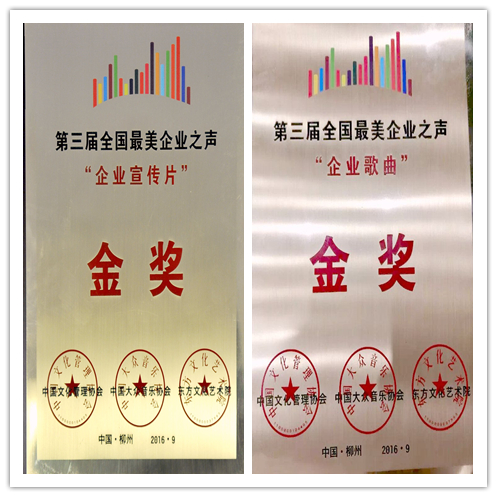 第三届全国最美企业之声
“企业宣传片”
金奖
中国文化管理协会 中国大众音乐协会 东方文化艺术院
中国·柳州 2016·9
第三届全国最美企业之声
“企业歌曲”
金奖
中国文化管理协会 中国大众音乐协会 东方文化艺术院
中国·柳州 2016·9